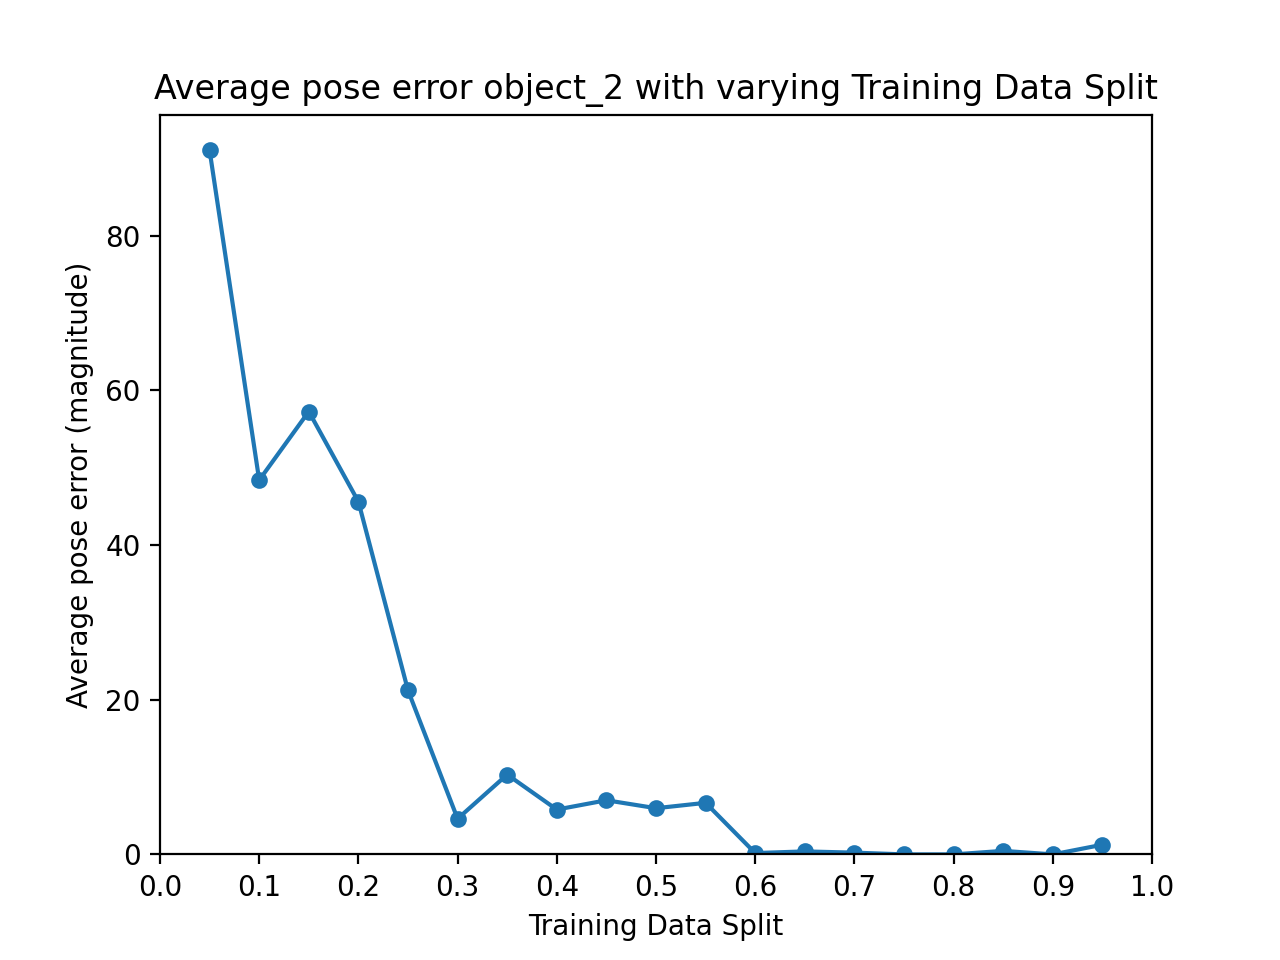 Average pose error object_2 with varying Training Data Split
Average pose error (magnitude)
80
60
40
20
0
0.0 0.1 0.2 0.3 0.4 0.5 0.6 0.7 0.8 0.9 1.0
Training Data Split